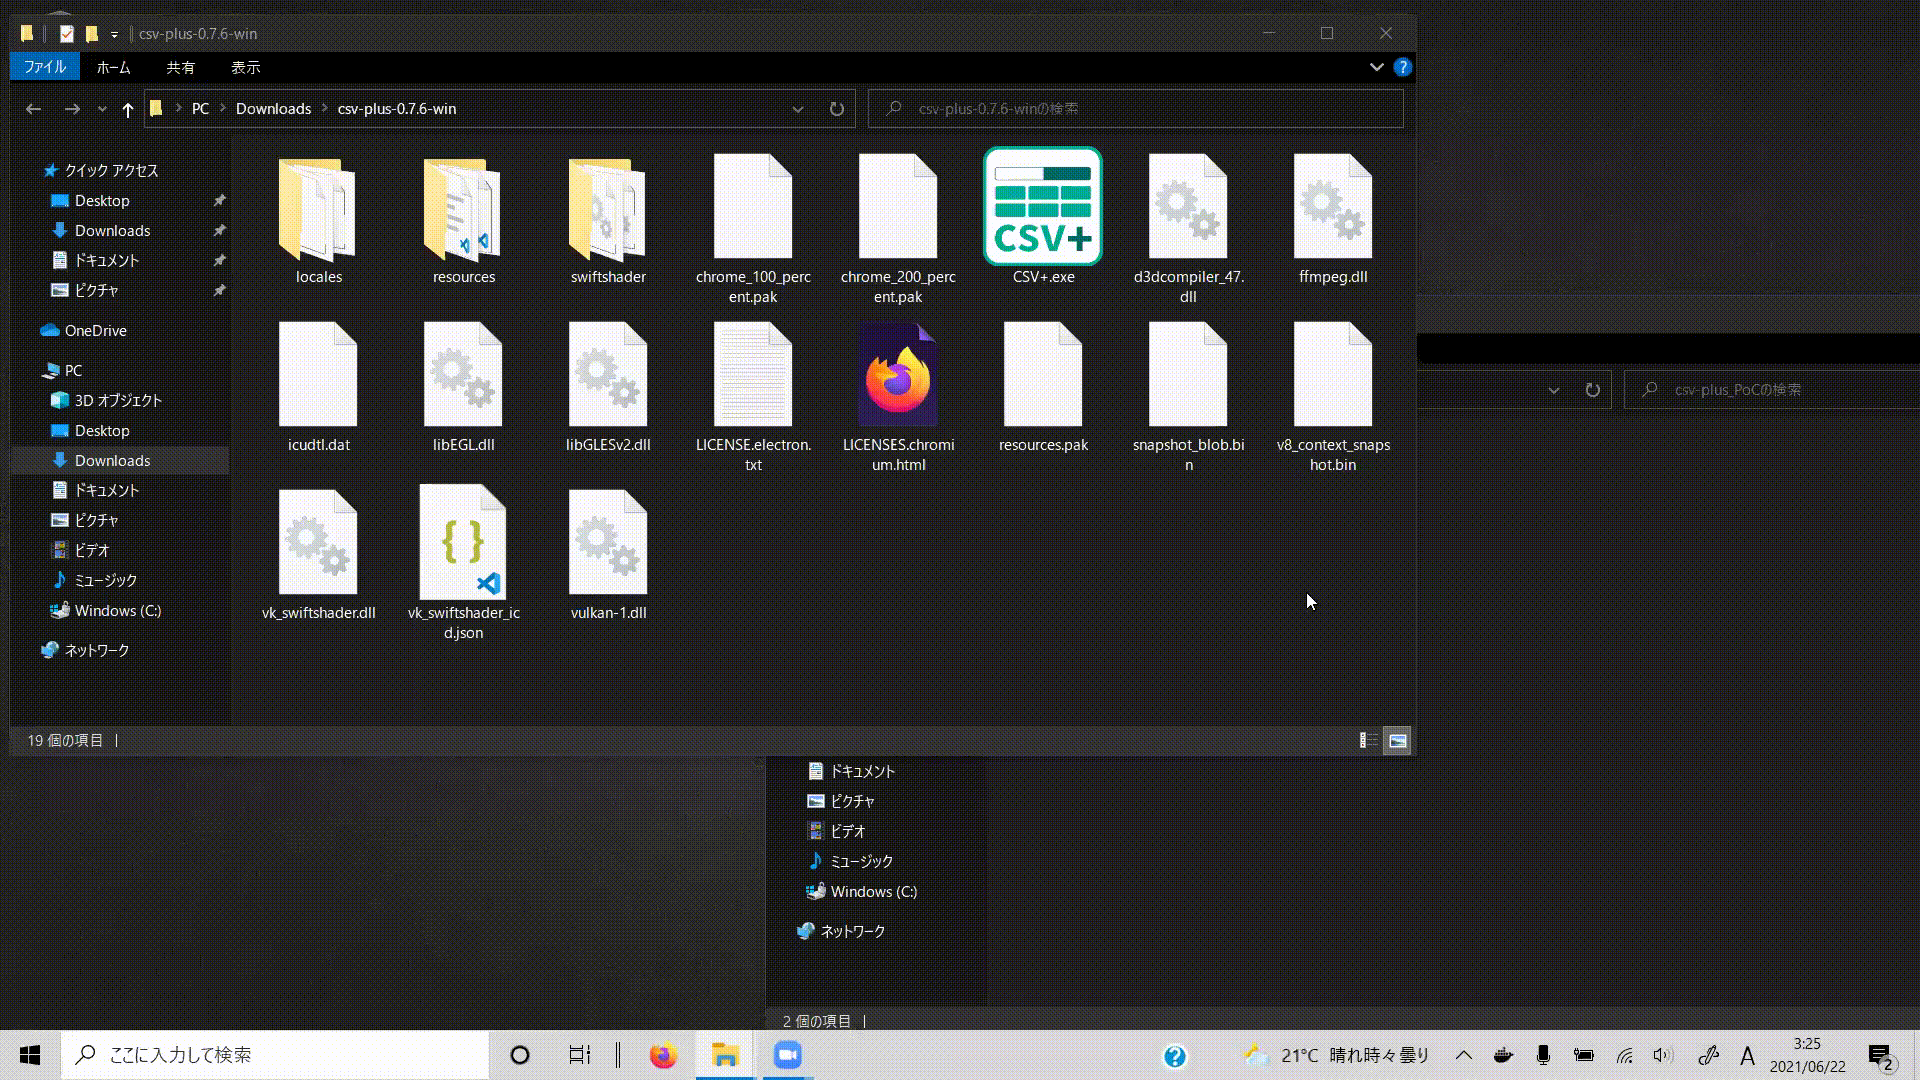 csv-plus-0.7.6-win
ファイル ホーム 共有 表示
PC Downloads csv-plus-0.7.6-win
csv-plus-0.7.6-winの検索
クイック アクセス
Desktop
Downloads
ドキュメント
ピクチャ
OneDrive
PC
3D オブジェクト
Desktop
Downloads
ドキュメント
ピクチャ
ビデオ
ミュージック
Windows (C:)
ネットワーク
locales
resources
swiftshader
chrome_100_perc
ent.pak
chrome_200_perc
ent.pak
CSV+
CSV+.exe
d3dcompiler_47.
dll
ffmpeg.dll
icudtl.dat
libEGL.dll
libGLESv2.dll
LICENSE.electron.
txt
LICENSES.chromi
um.html
resources.pak
snapshot_blob.bi
n
v8_context_snaps
hot.bin
vk_swiftshader.dll
{}
vk_swiftshader_ic
d.json
vulkan-1.dll
19 個の項目
csv-plus_PoCの検索
ドキュメント
ピクチャ
ビデオ
ミュージック
Windows (C:)
ネットワーク
2 個の項目
ここに入力して検索
21°C 晴れ時々曇り
A
3:25
2021/06/22
2